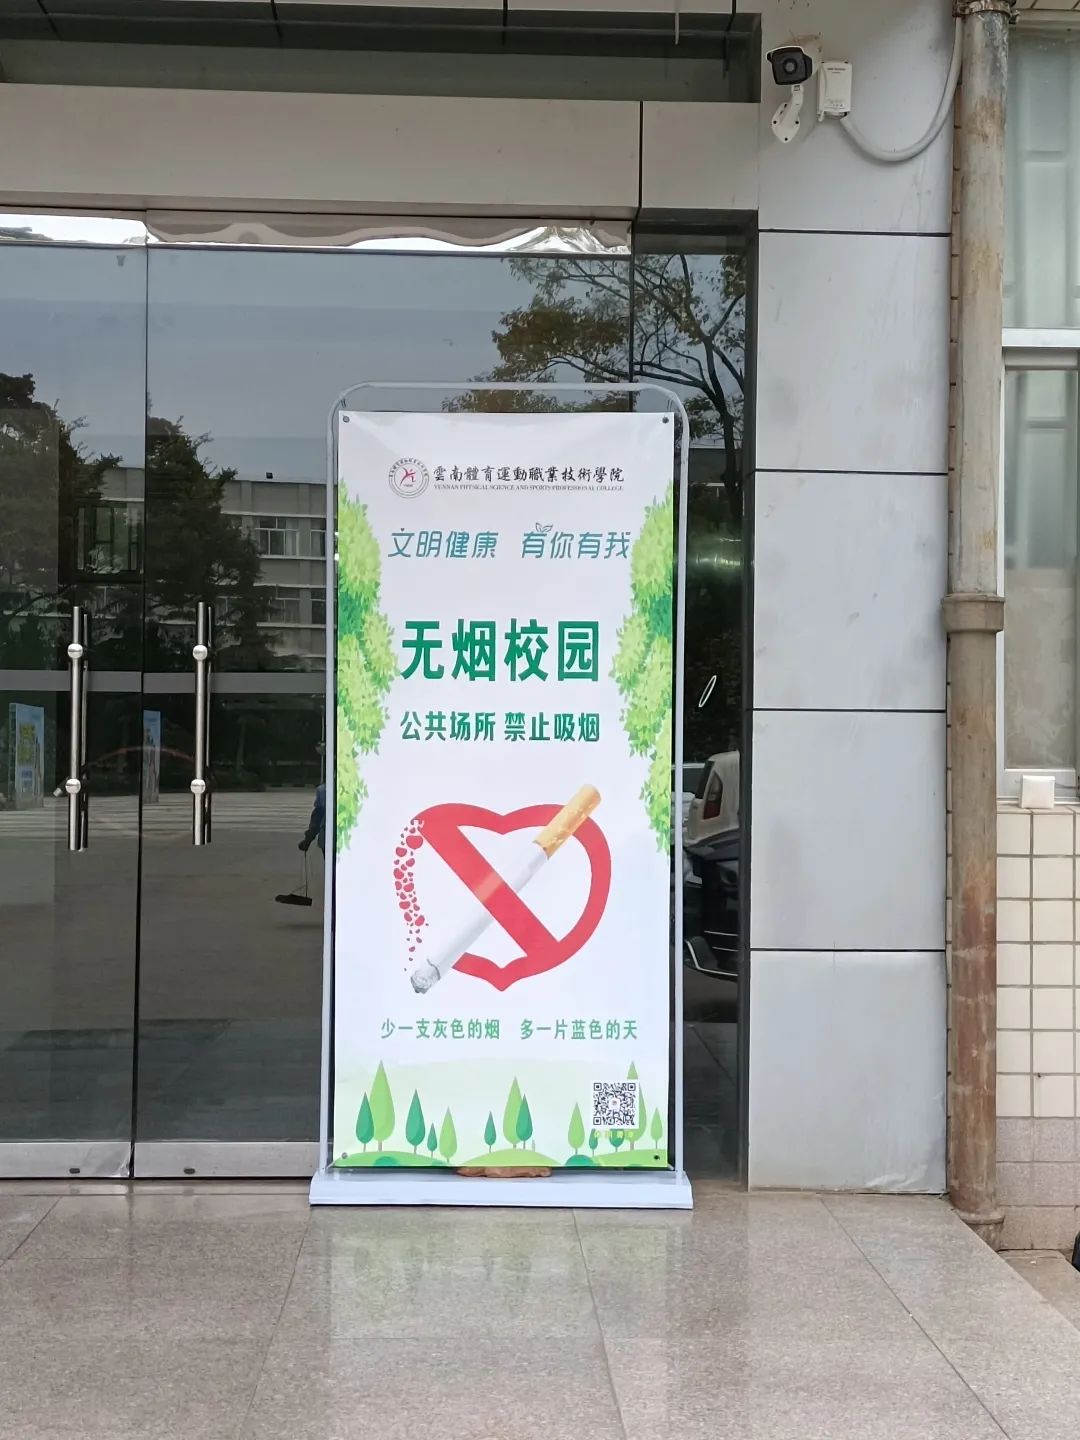 雲南體育運動職業技術學院
YUNNAN PHYSICAL SCIENCE AND SPORTS PROFESSIONAL COLLEGE
文明健康 有你有我
无烟校园
公共场所 禁止吸烟
少一支灰色的烟 多一片蓝色的天